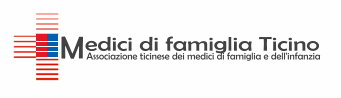 Medici di famiglia Ticino
Associazione ticinese dei medici di famiglia e dell'infanzia